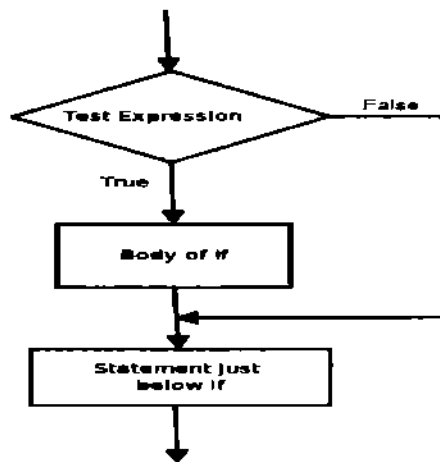 Test Expression
False
True
Body of If
Statement just
below If